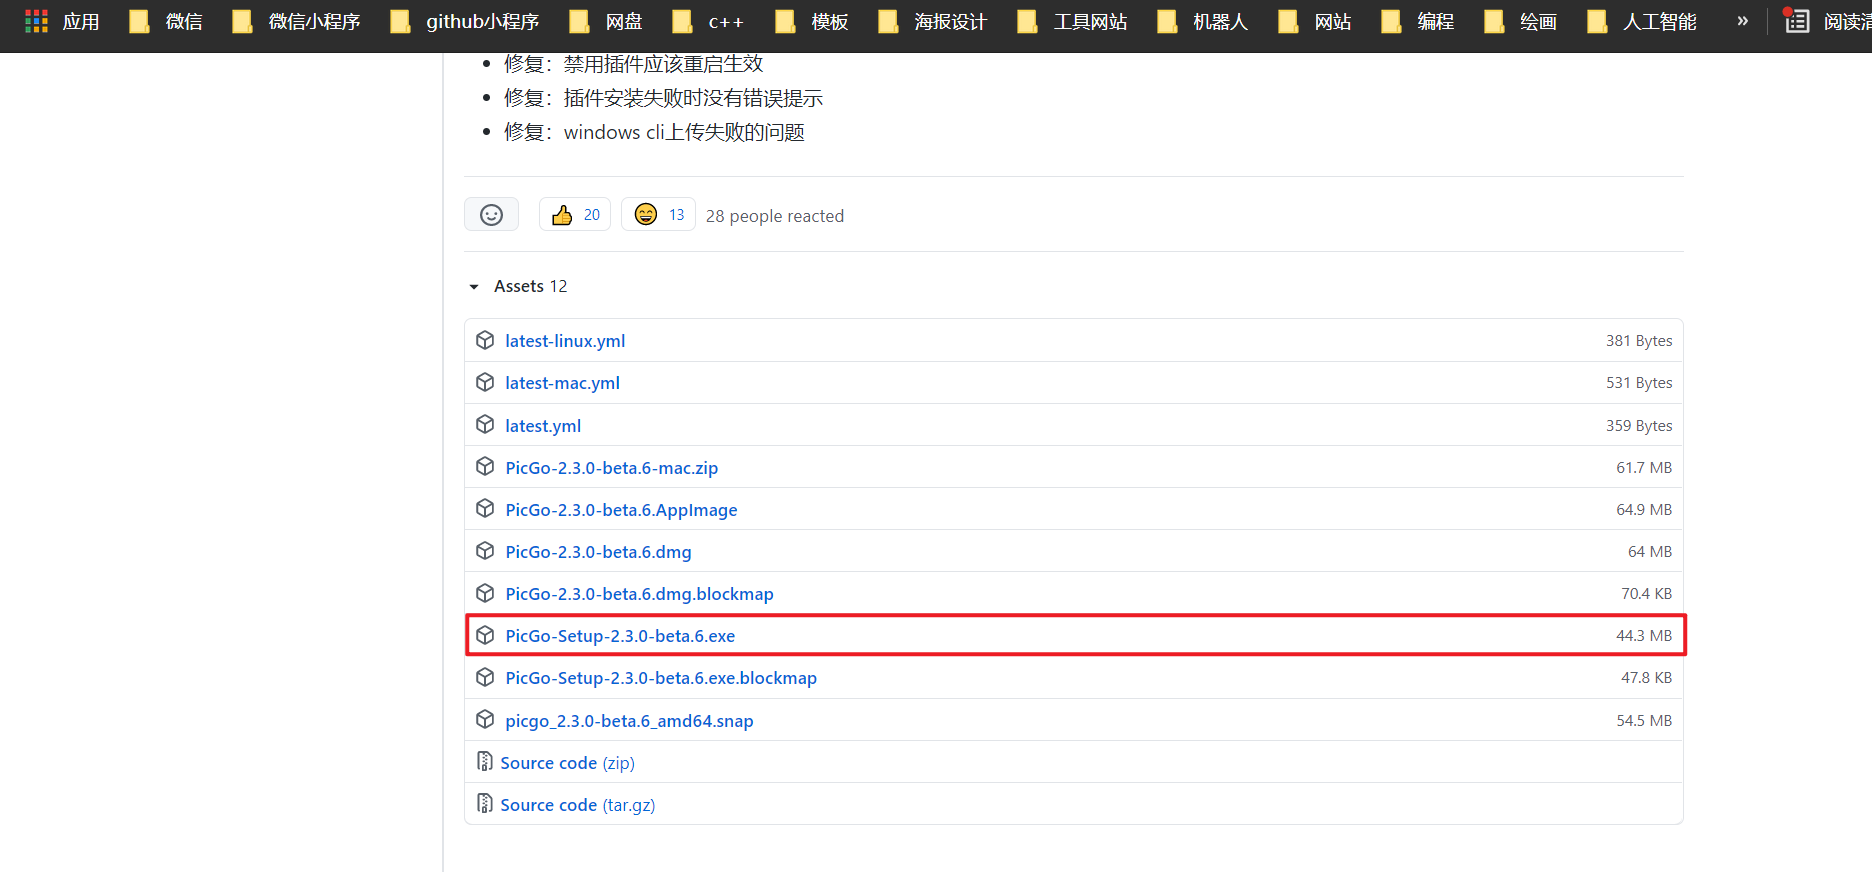 应用 微信 微信小程序 github小程序 网盘 c++ 模板 海报设计 工具网站 机器人 网站 编程 绘画 人工智能 » 阅读清
修复：禁用插件应该重启生效
修复：插件安装失败时没有错误提示
修复：windows cli上传失败的问题
20 13 28 people reacted
Assets 12
latest-linux.yml 381 Bytes
latest-mac.yml 531 Bytes
latest.yml 359 Bytes
PicGo-2.3.0-beta.6-mac.zip 61.7 MB
PicGo-2.3.0-beta.6.AppImage 64.9 MB
PicGo-2.3.0-beta.6.dmg 64 MB
PicGo-2.3.0-beta.6.dmg.blockmap 70.4 KB
PicGo-Setup-2.3.0-beta.6.exe 44.3 MB
PicGo-Setup-2.3.0-beta.6.exe.blockmap 47.8 KB
picgo_2.3.0-beta.6_amd64.snap 54.5 MB
Source code (zip)
Source code (tar.gz)